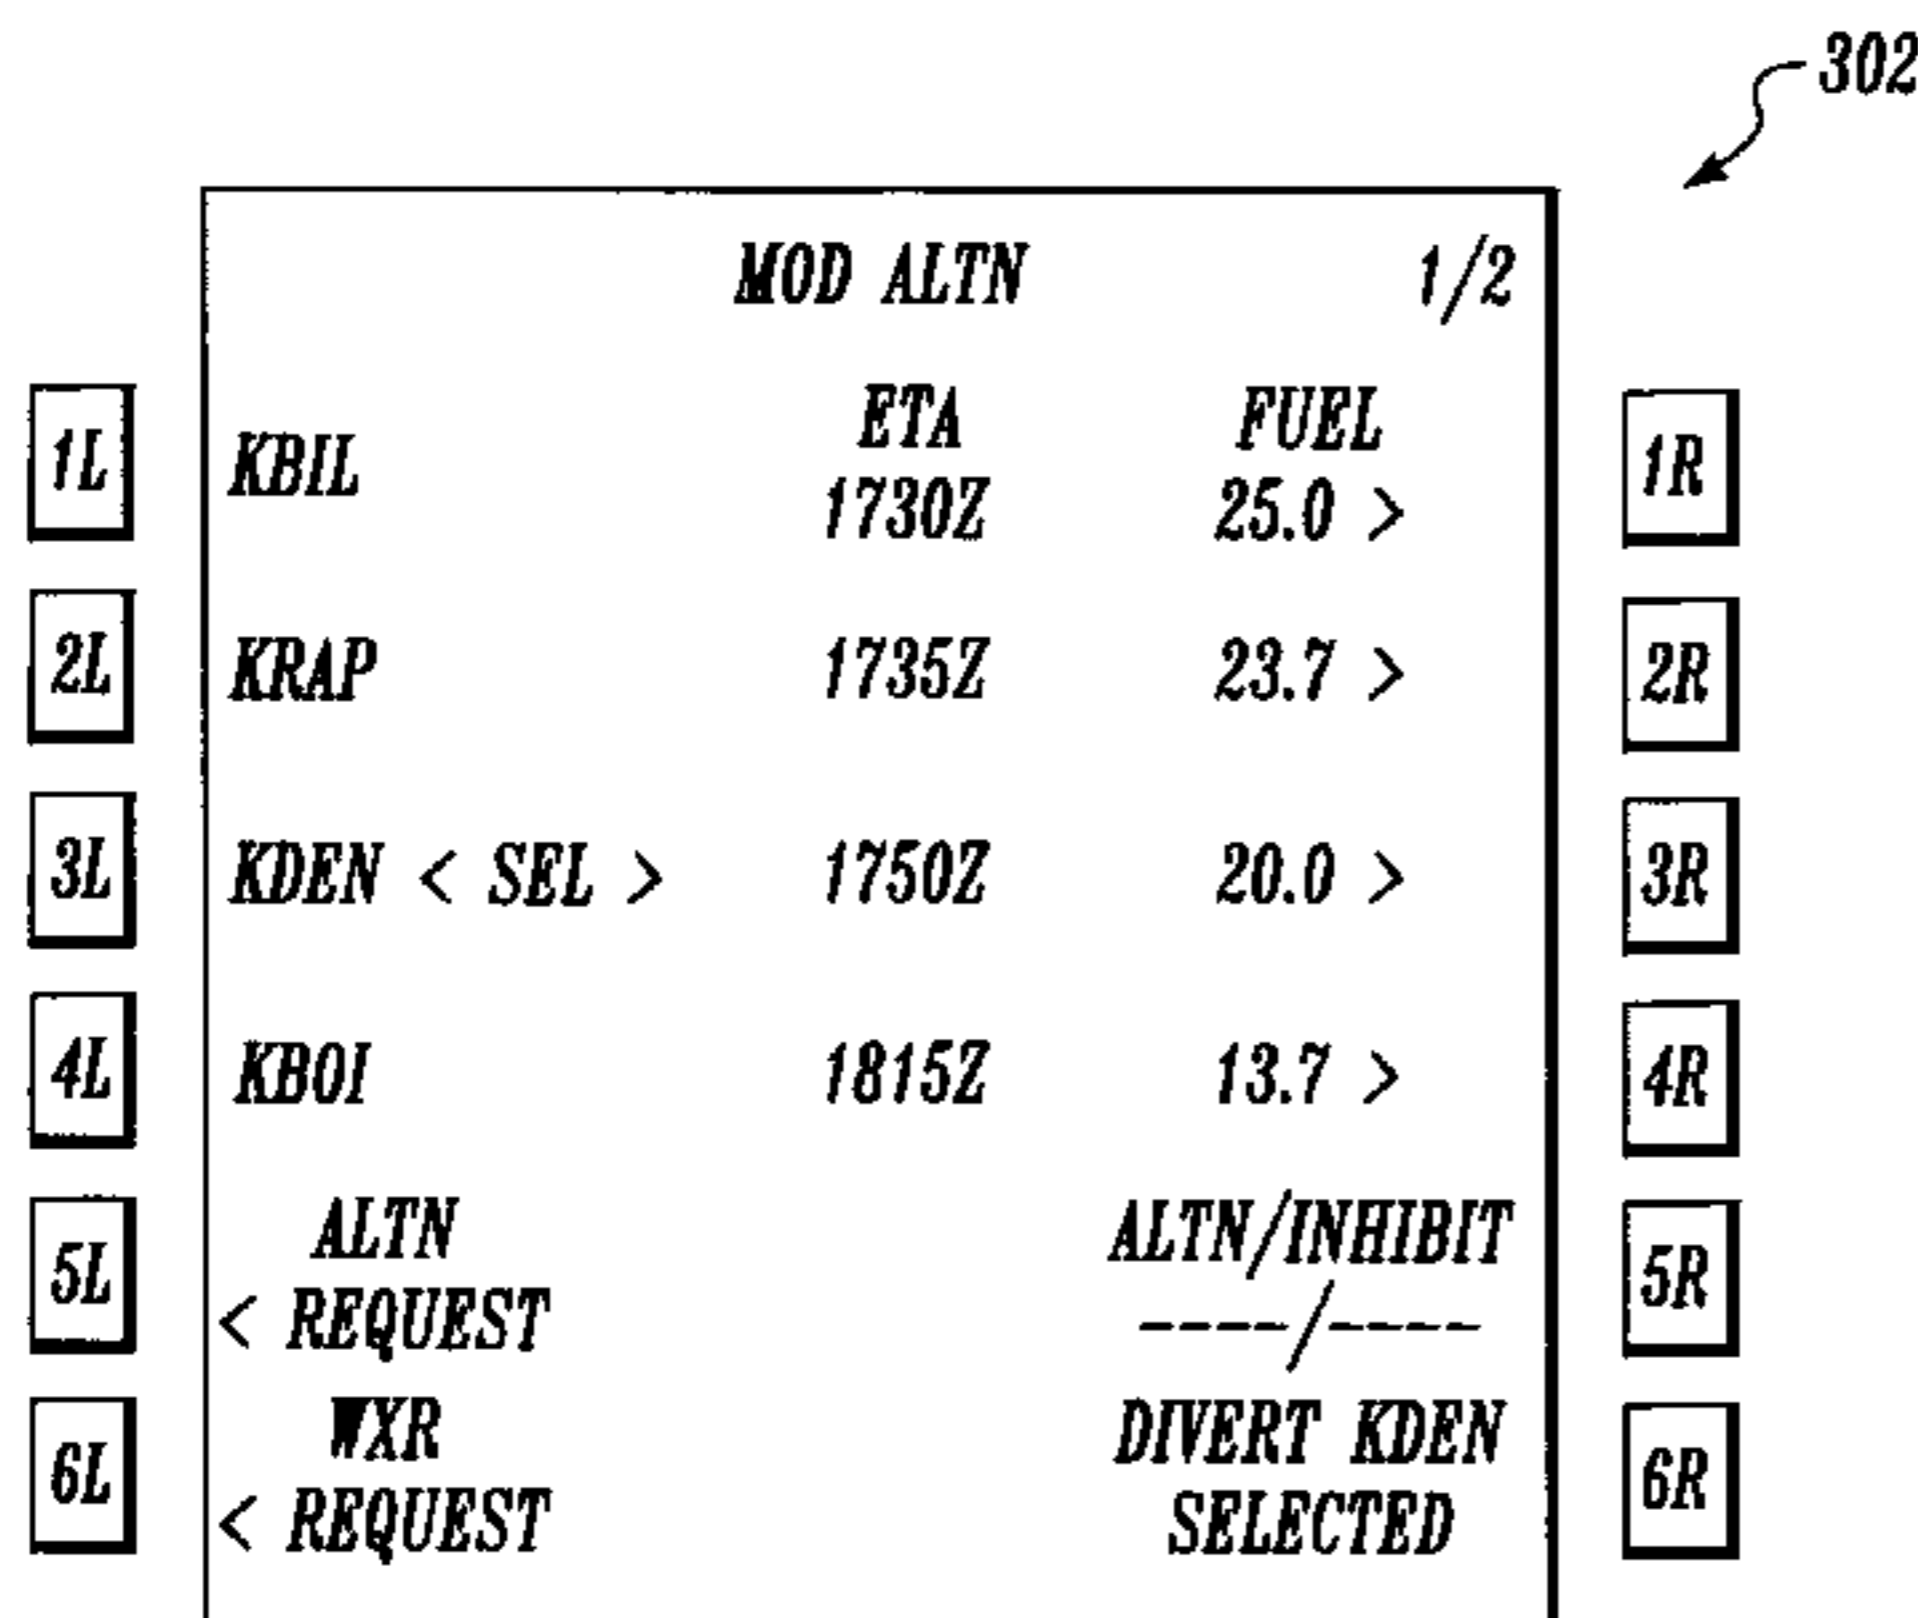 302
MOD ALTN 1/2
ETA FUEL
1L KBIL 1730Z 25.0 > 1R
2L KRAP 1735Z 23.7 > 2R
3L KDEN < SEL > 1750Z 20.0 > 3R
4L KBOI 1815Z 13.7 > 4R
ALTN ALTN/INHIBIT
5L < REQUEST ----/---- 5R
WXR DIVERT KDEN
6L < REQUEST SELECTED 6R